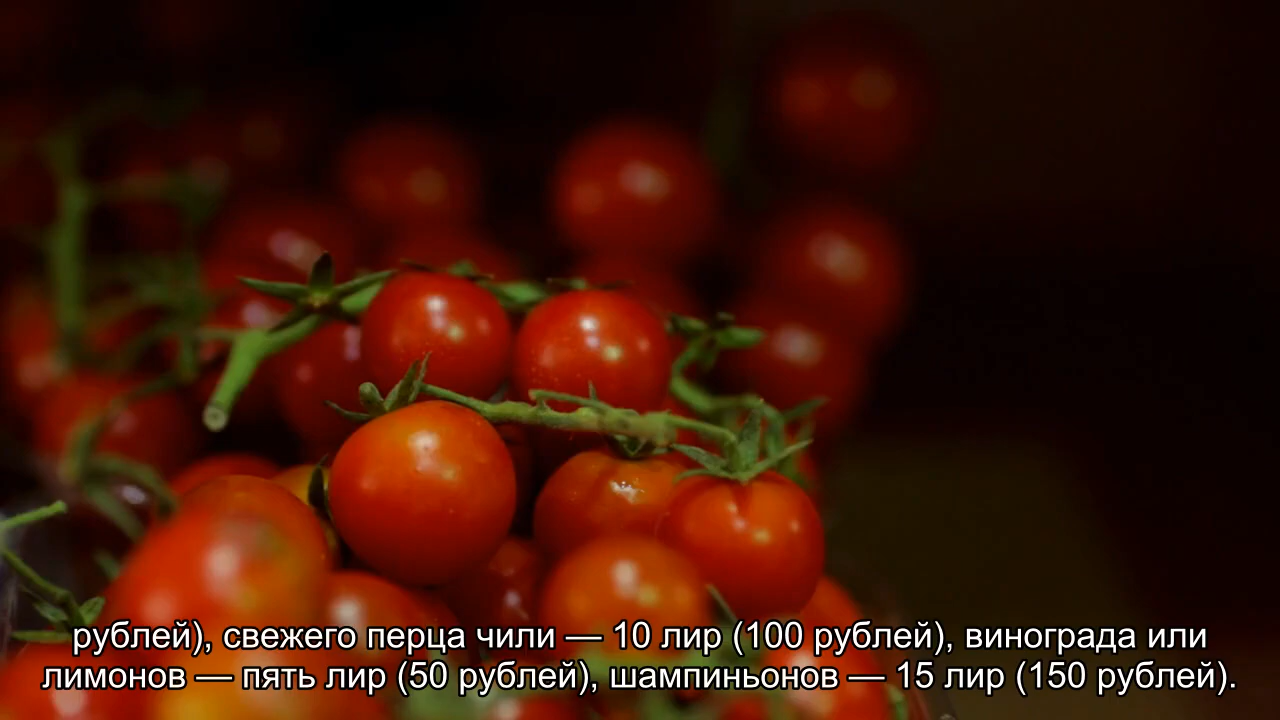 рублей), свежего перца чили — 10 лир (100 рублей), винограда или
лимонов — пять лир (50 рублей), шампиньонов — 15 лир (150 рублей).